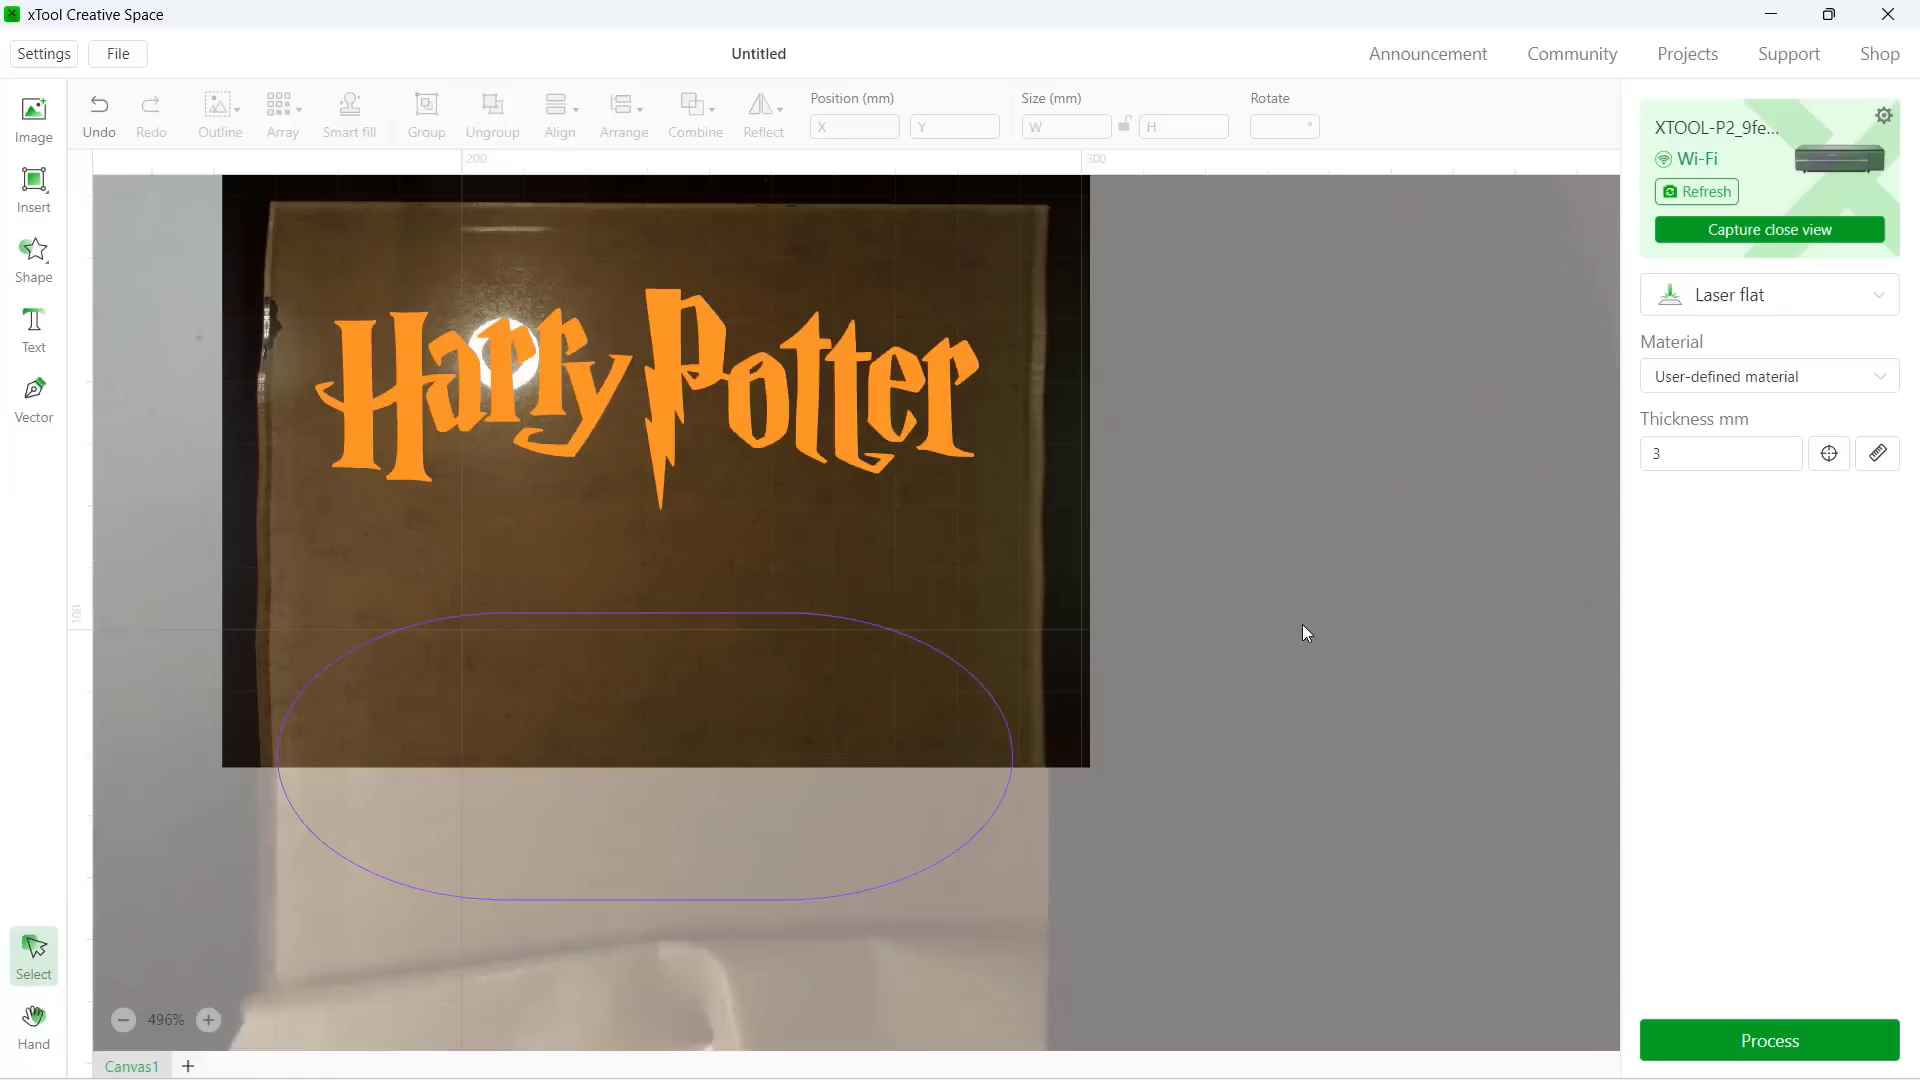 xTool Creative Space
Settings File Untitled Announcement Community Projects Support Shop
Undo Redo Outline Array Smart fill Group Ungroup Align Arrange Combine Reflect
Position (mm) X Y Size (mm) W H Rotate °
Image
Insert
Shape
Text
Vector
Select
Hand
200 300
100
Harry Potter
496%
Canvas1 +
XTOOL-P2_9fe...
Wi-Fi
Refresh
Capture close view
Laser flat
Material
User-defined material
Thickness mm
3
Process